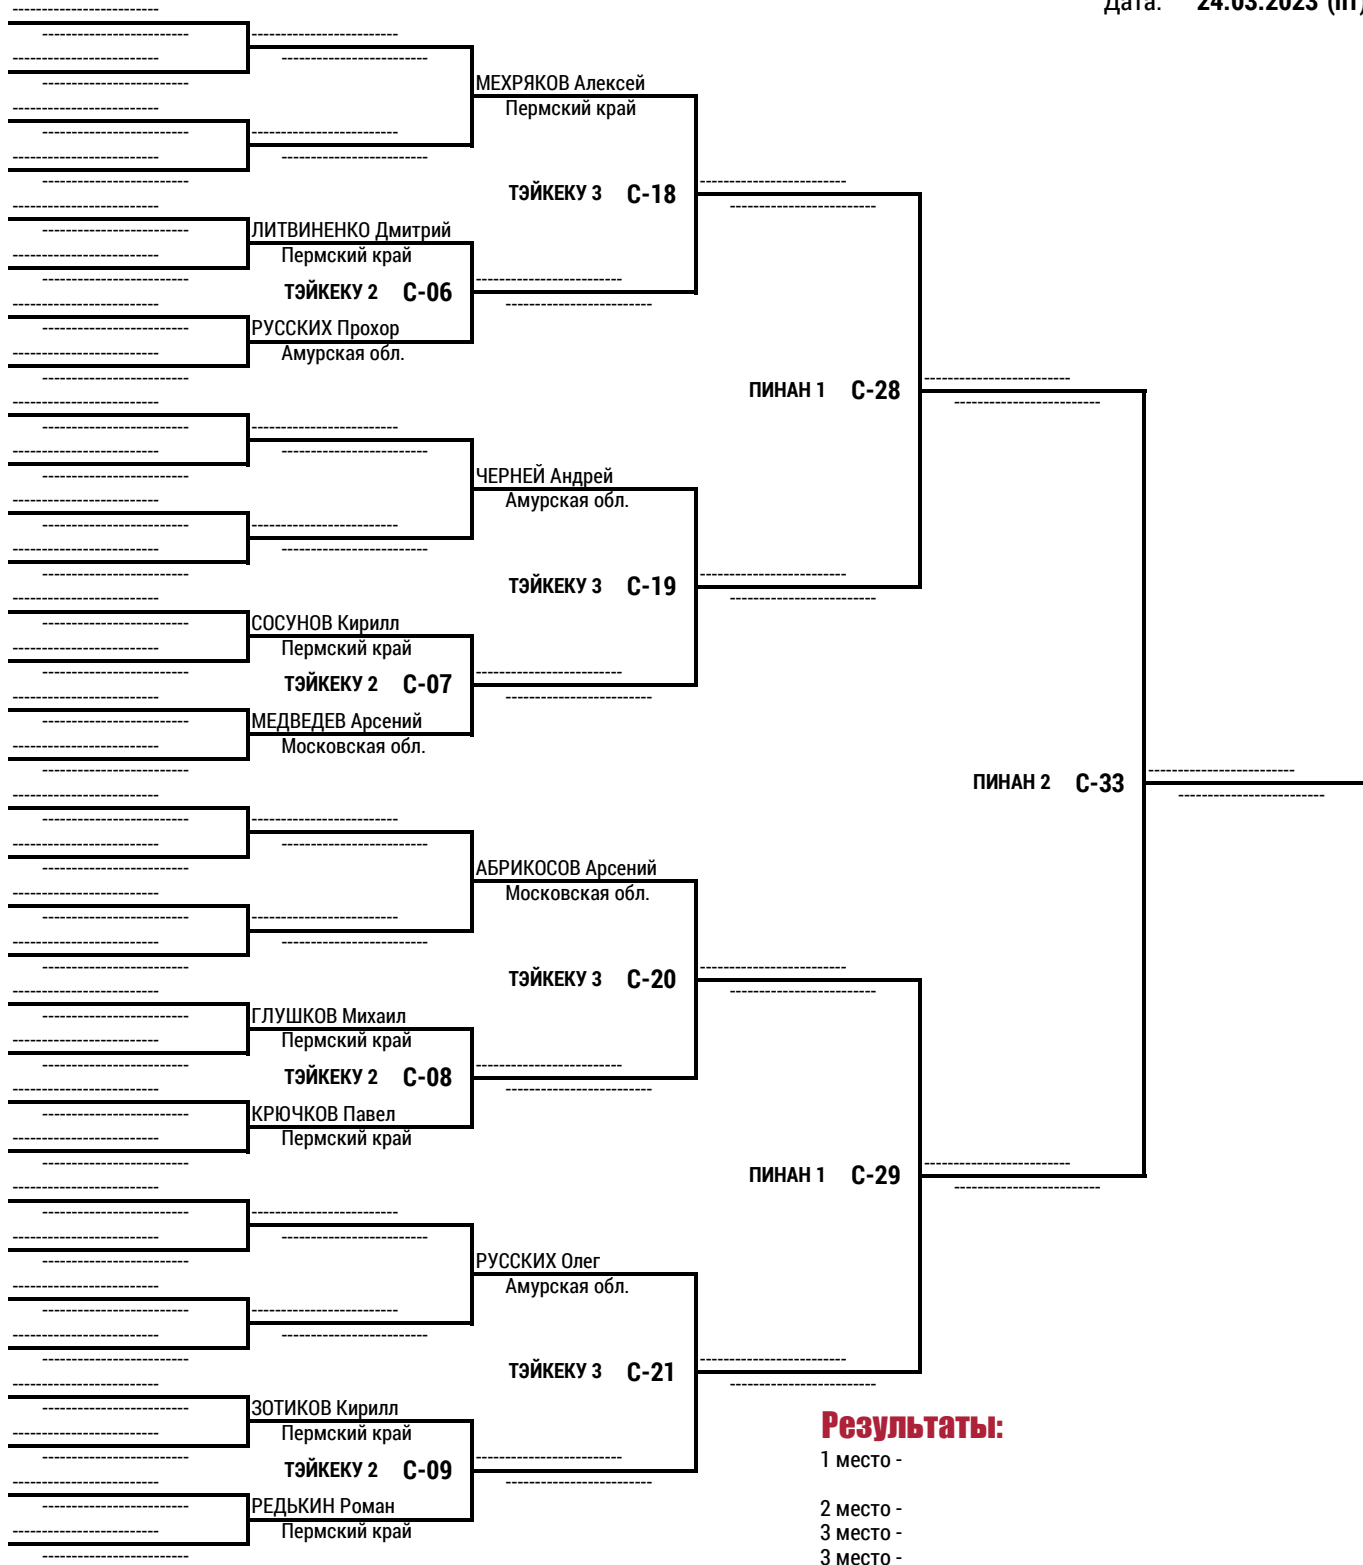 Дата: 24.03.2023 (пт)
МЕХРЯКОВ Алексей
Пермский край
ТЭЙКЕКУ 3 C-18
ЛИТВИНЕНКО Дмитрий
Пермский край
ТЭЙКЕКУ 2 C-06
РУССКИХ Прохор
Амурская обл.
ПИНАН 1 C-28
ЧЕРНЕЙ Андрей
Амурская обл.
ТЭЙКЕКУ 3 C-19
СОСУНОВ Кирилл
Пермский край
ТЭЙКЕКУ 2 C-07
МЕДВЕДЕВ Арсений
Московская обл.
ПИНАН 2 C-33
АБРИКОСОВ Арсений
Московская обл.
ТЭЙКЕКУ 3 C-20
ГЛУШКОВ Михаил
Пермский край
ТЭЙКЕКУ 2 C-08
КРЮЧКОВ Павел
Пермский край
ПИНАН 1 C-29
РУССКИХ Олег
Амурская обл.
ТЭЙКЕКУ 3 C-21
ЗОТИКОВ Кирилл
Пермский край
ТЭЙКЕКУ 2 C-09
РЕДЬКИН Роман
Пермский край
Результаты:
1 место -
2 место -
3 место -
3 место -